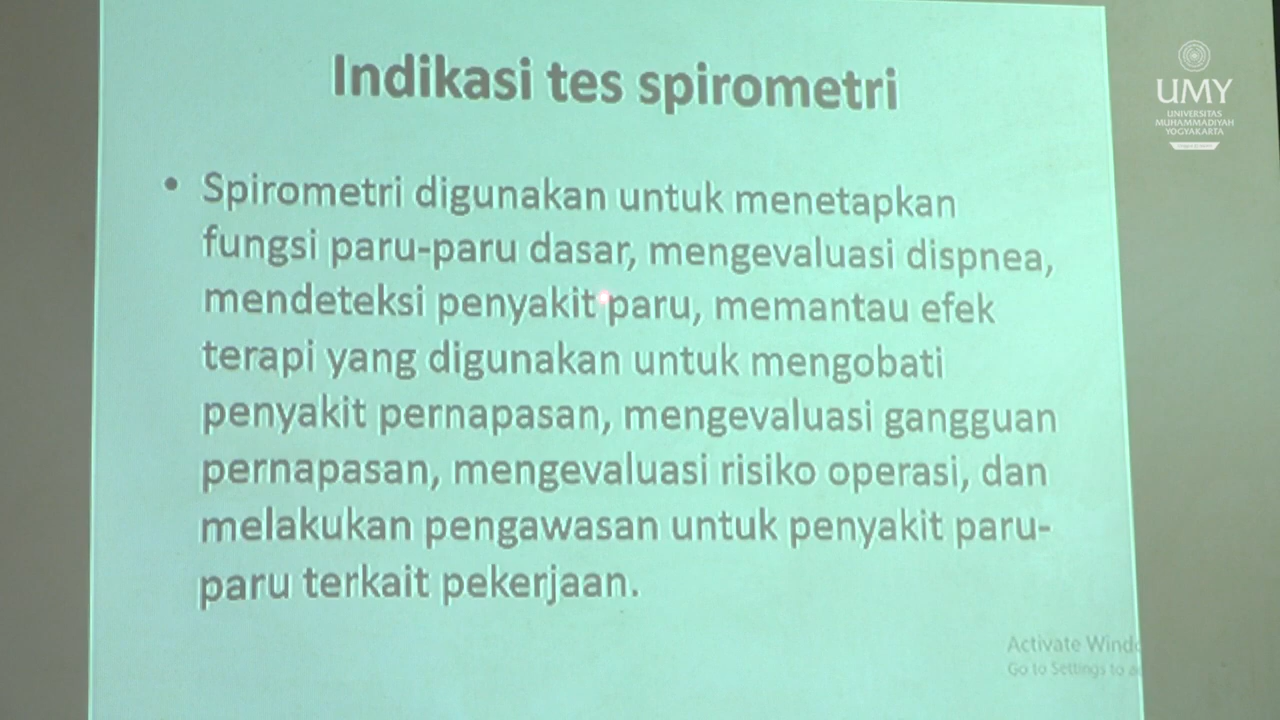 Indikasi tes spirometri
• Spirometri digunakan untuk menetapkan
fungsi paru-paru dasar, mengevaluasi dispnea,
mendeteksi penyakit paru, memantau efek
terapi yang digunakan untuk mengobati
penyakit pernapasan, mengevaluasi gangguan
pernapasan, mengevaluasi risiko operasi, dan
melakukan pengawasan untuk penyakit paru-
paru terkait pekerjaan.
UMY
UNIVERSITAS
MUHAMMADIYAH
YOGYAKARTA
Activate Windo
Go to Settings to a